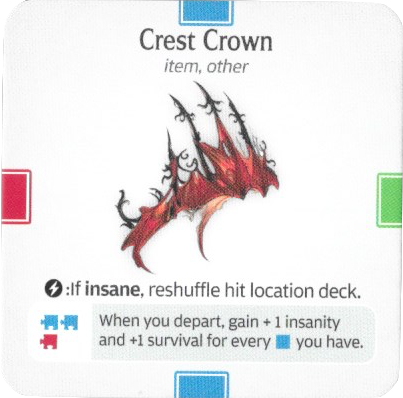 Crest Crown
item, other
:If insane, reshuffle hit location deck.
When you depart, gain + 1 insanity
and +1 survival for every you have.